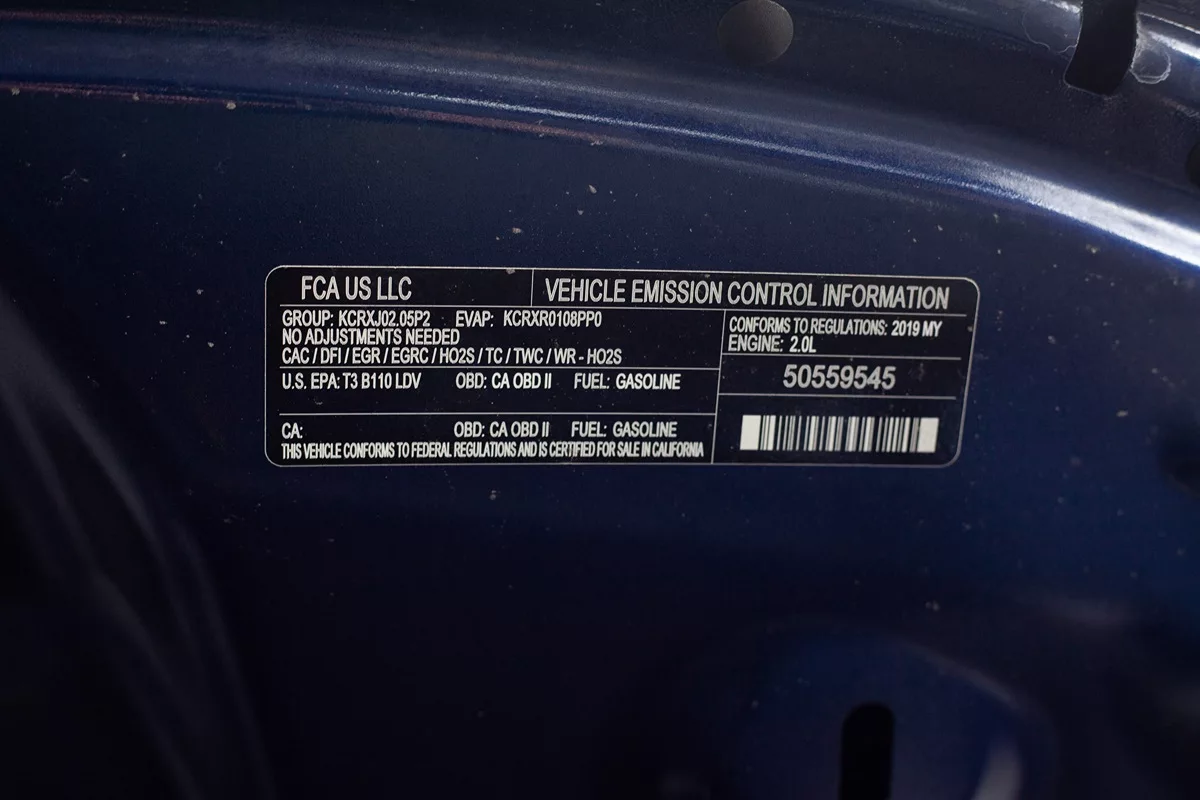 FCA US LLC
VEHICLE EMISSION CONTROL INFORMATION
GROUP: KCRXJ02.05P2 EVAP: KCRXR0108PP0
NO ADJUSTMENTS NEEDED
CAC / DFI / EGR / EGRC / HO2S / TC / TWC / WR - HO2S
U.S. EPA: T3 B110 LDV OBD: CA OBD II FUEL: GASOLINE
CA: OBD: CA OBD II FUEL: GASOLINE
THIS VEHICLE CONFORMS TO FEDERAL REGULATIONS AND IS CERTIFIED FOR SALE IN CALIFORNIA
CONFORMS TO REGULATIONS: 2019 MY
ENGINE: 2.0L
50559545